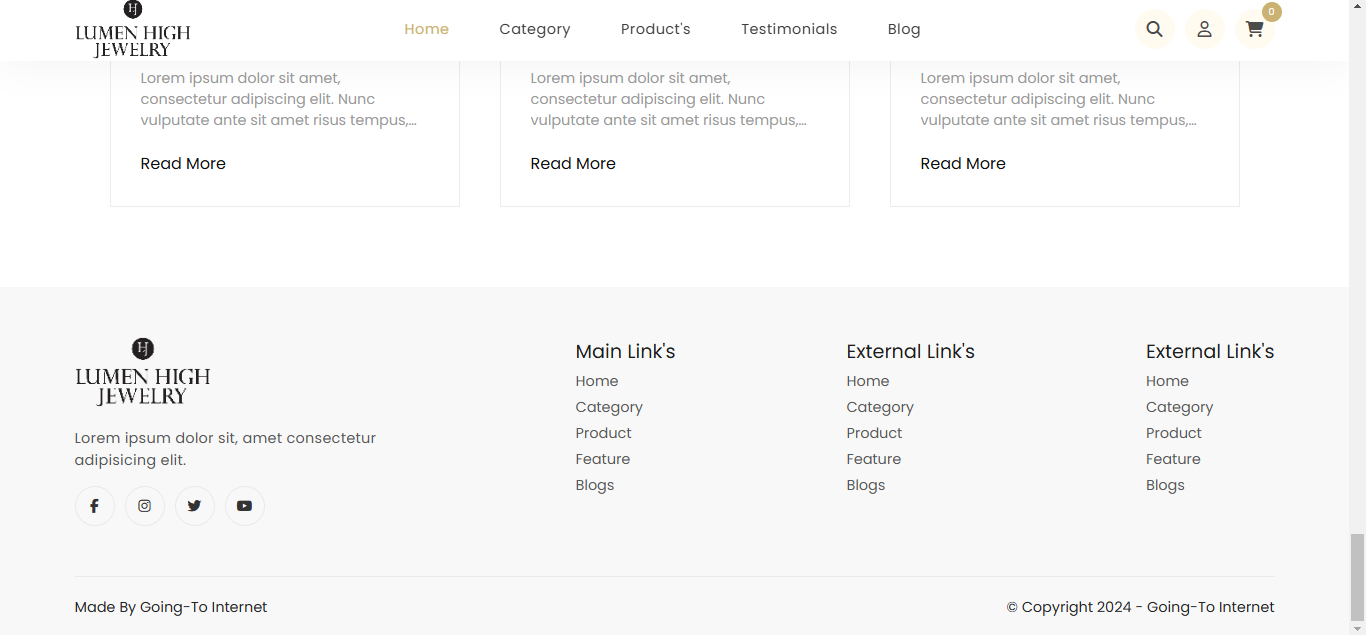 HJ
LUMEN HIGH
JEWELRY
Home
Category
Product's
Testimonials
Blog
0
Lorem ipsum dolor sit amet,
consectetur adipiscing elit. Nunc
vulputate ante sit amet risus tempus,...
Read More
Lorem ipsum dolor sit amet,
consectetur adipiscing elit. Nunc
vulputate ante sit amet risus tempus,...
Read More
Lorem ipsum dolor sit amet,
consectetur adipiscing elit. Nunc
vulputate ante sit amet risus tempus,...
Read More
HJ
LUMEN HIGH
JEWELRY
Lorem ipsum dolor sit, amet consectetur
adipisicing elit.
Main Link's
Home
Category
Product
Feature
Blogs
External Link's
Home
Category
Product
Feature
Blogs
External Link's
Home
Category
Product
Feature
Blogs
Made By Going-To Internet
© Copyright 2024 - Going-To Internet